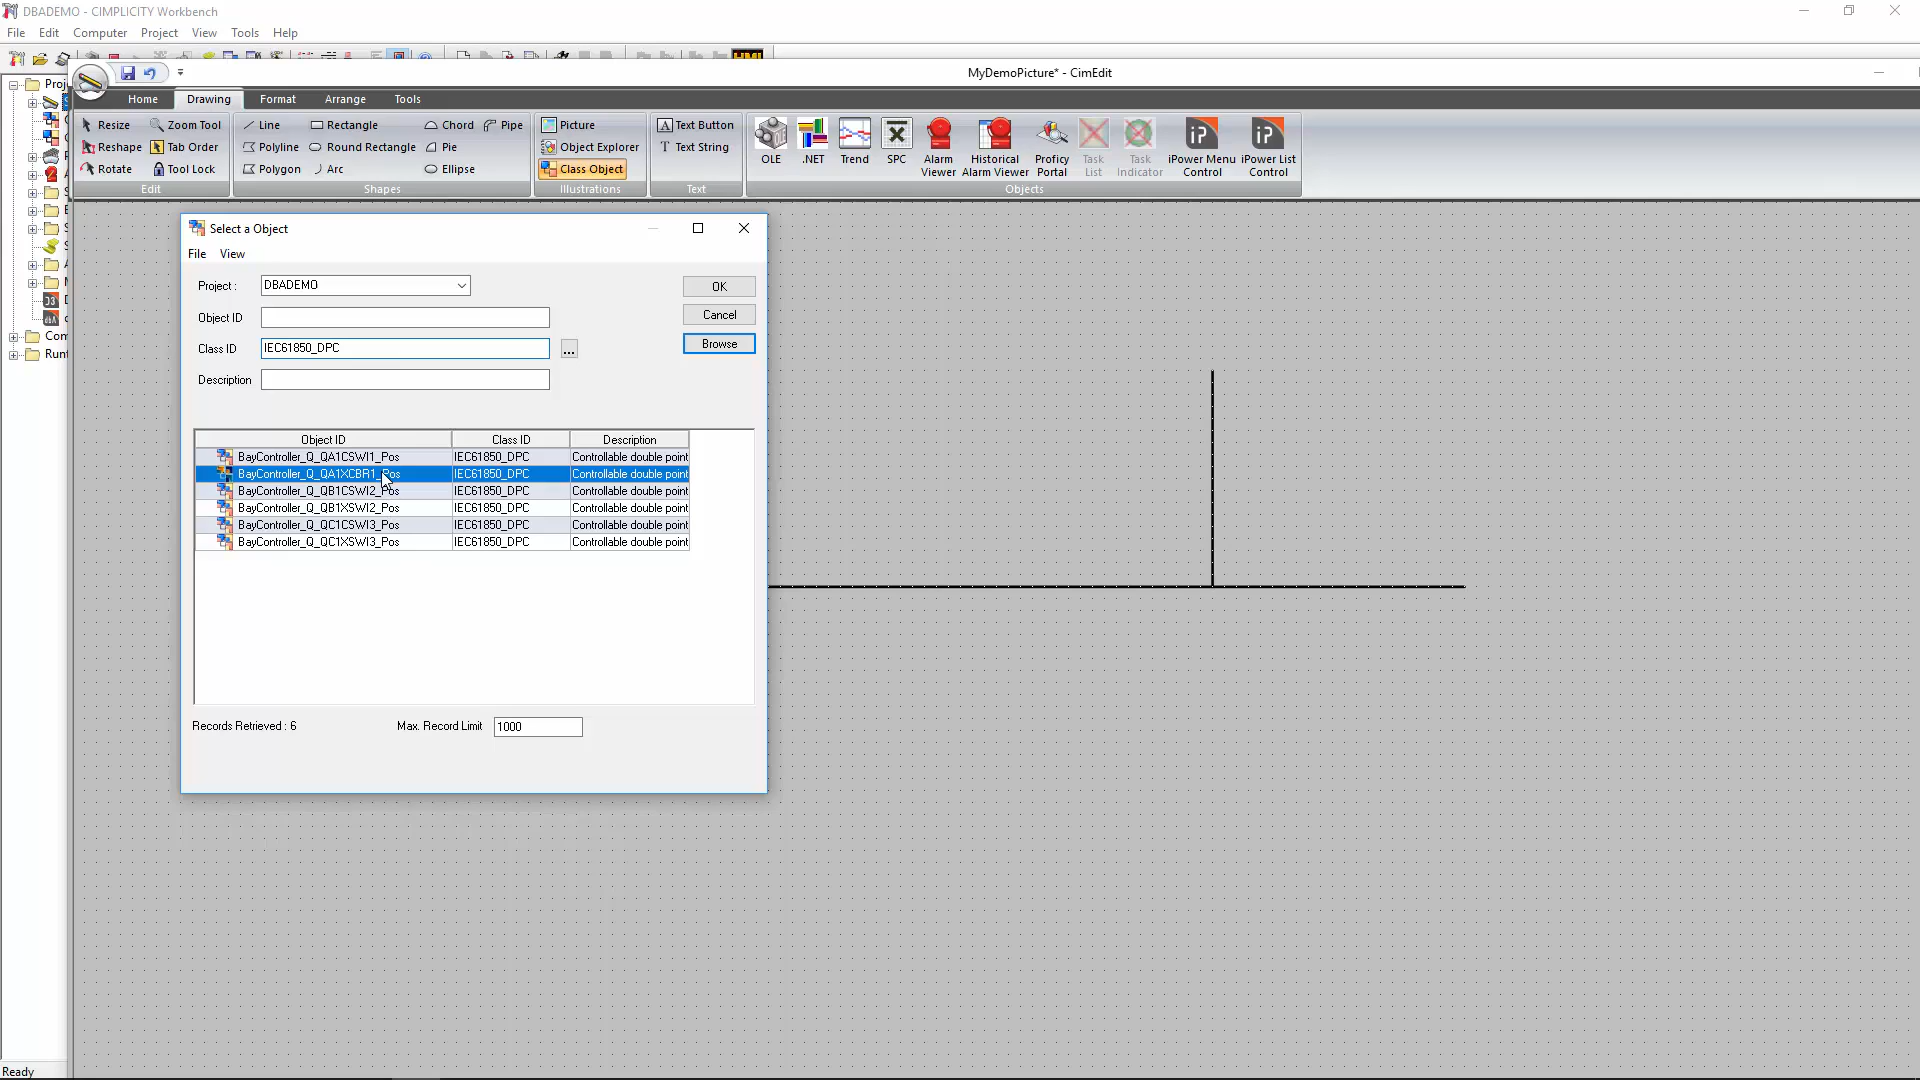 DBADEMO - CIMPLICITY Workbench
File Edit Computer Project View Tools Help
MyDemoPicture* - CimEdit
Home Drawing Format Arrange Tools
Resize Zoom Tool Line Rectangle Chord Pipe Picture Text Button
Reshape Tab Order Polyline Round Rectangle Pie Object Explorer Text String
Rotate Tool Lock Polygon Arc Ellipse Class Object
OLE .NET Trend SPC Alarm Viewer Historical Alarm Viewer Proficy Portal Task List Task Indicator iPower Menu Control iPower List Control
Edit Shapes Illustrations Text Objects
Select a Object
File View
Project : DBADEMO OK
Object ID Cancel
Class ID IEC61850_DPC ... Browse
Description
Object ID Class ID Description
BayController_Q_QA1CSWI1_Pos IEC61850_DPC Controllable double point
BayController_Q_QA1XCBR1_Pos IEC61850_DPC Controllable double point
BayController_Q_QB1CSWI2_Pos IEC61850_DPC Controllable double point
BayController_Q_QB1XSWI2_Pos IEC61850_DPC Controllable double point
BayController_Q_QC1CSWI3_Pos IEC61850_DPC Controllable double point
BayController_Q_QC1XSWI3_Pos IEC61850_DPC Controllable double point
Records Retrieved : 6 Max. Record Limit 1000
Proj
Com
Runt
Ready